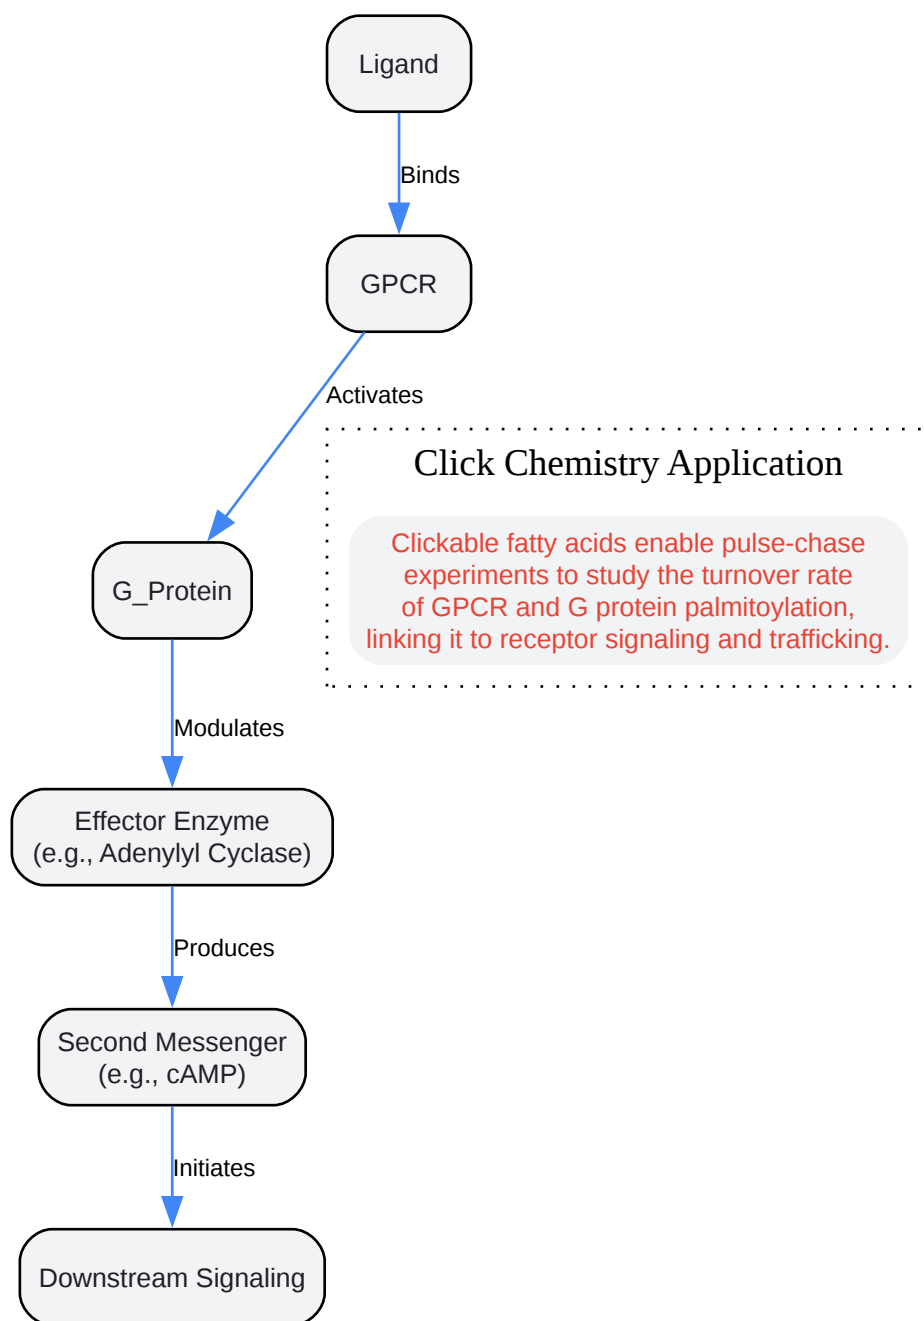 Ligand
Binds
GPCR
Activates
Click Chemistry Application
Clickable fatty acids enable pulse-chase
experiments to study the turnover rate
of GPCR and G protein palmitoylation,
linking it to receptor signaling and trafficking.
G_Protein
Modulates
Effector Enzyme
(e.g., Adenylyl Cyclase)
Produces
Second Messenger
(e.g., cAMP)
Initiates
Downstream Signaling